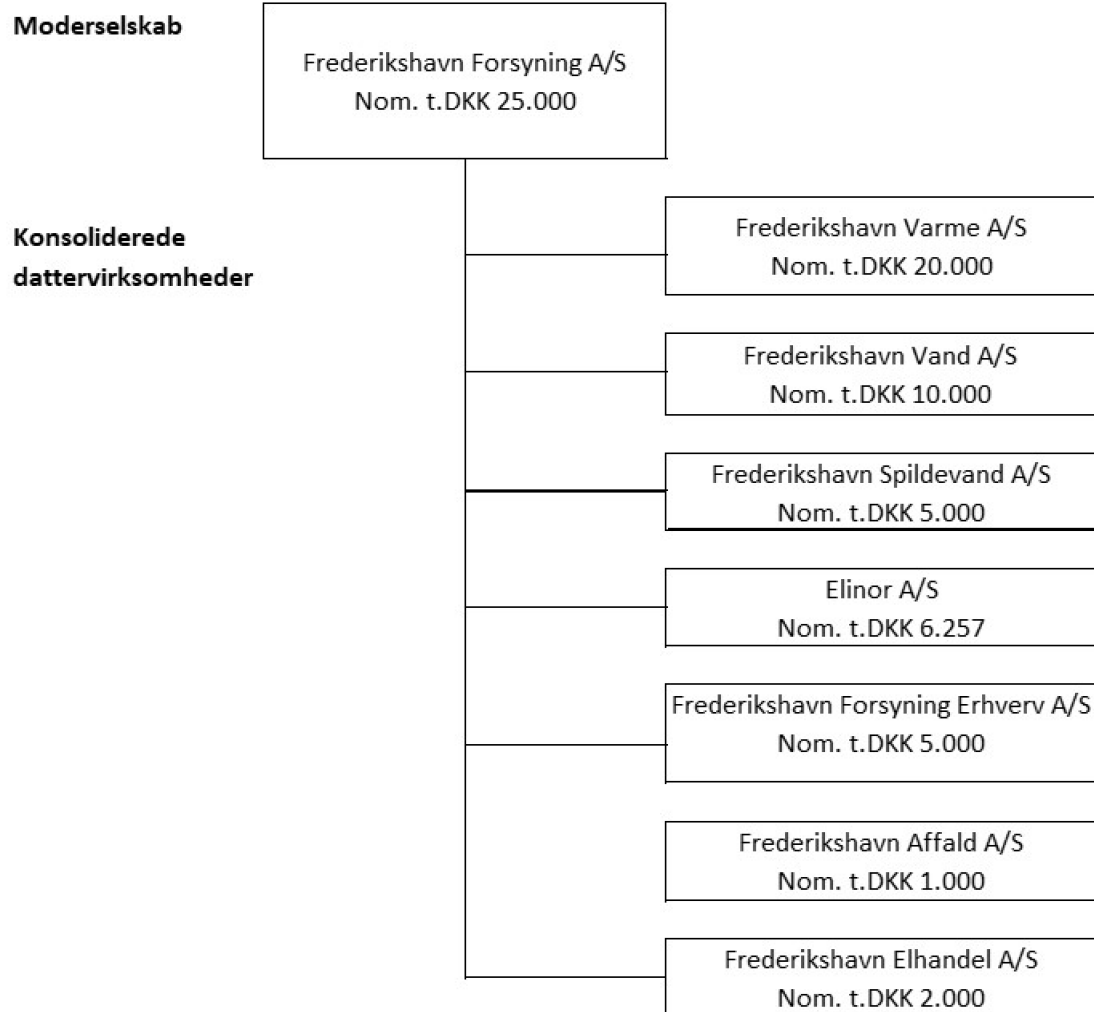 Moderselskab
Frederikshavn Forsyning A/S
Nom. t.DKK 25.000
Konsoliderede
dattervirksomheder
Frederikshavn Varme A/S
Nom. t.DKK 20.000
Frederikshavn Vand A/S
Nom. t.DKK 10.000
Frederikshavn Spildevand A/S
Nom. t.DKK 5.000
Elinor A/S
Nom. t.DKK 6.257
Frederikshavn Forsyning Erhverv A/S
Nom. t.DKK 5.000
Frederikshavn Affald A/S
Nom. t.DKK 1.000
Frederikshavn Elhandel A/S
Nom. t.DKK 2.000